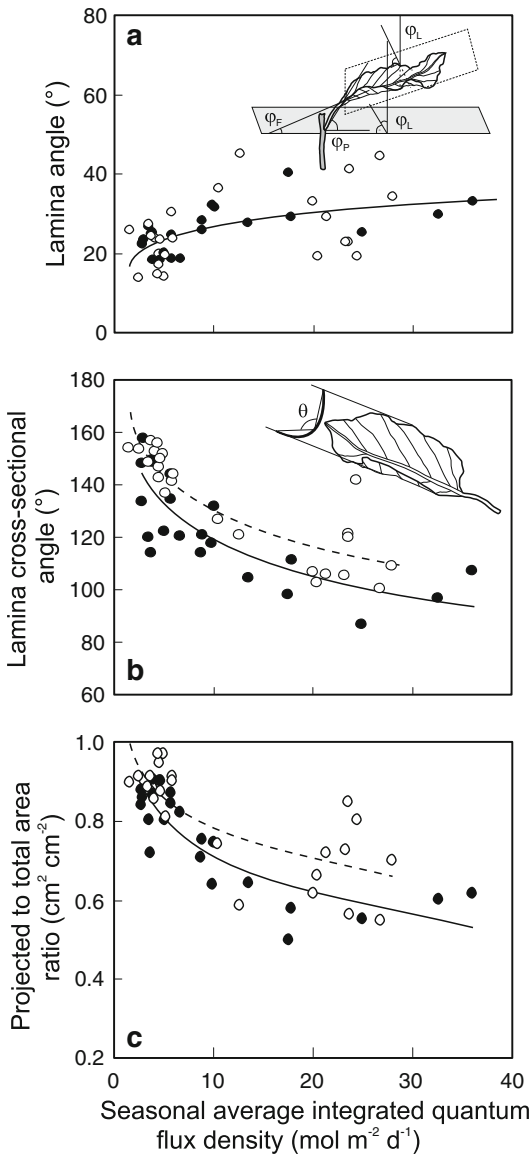 a
80
60
40
20
0
Lamina angle (°)
φL
φF
φP
φL
180
160
140
120
100
80
60
Lamina cross-sectional
angle (°)
θ
b
1.0
0.8
0.6
0.4
0.2
Projected to total area
ratio (cm² cm⁻²)
c
0 10 20 30 40
Seasonal average integrated quantum
flux density (mol m⁻² d⁻¹)